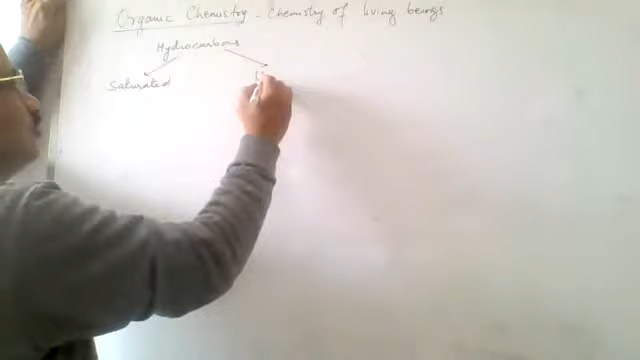 Organic Chemistry - Chemistry of living beings
Hydrocarbons
Saturated